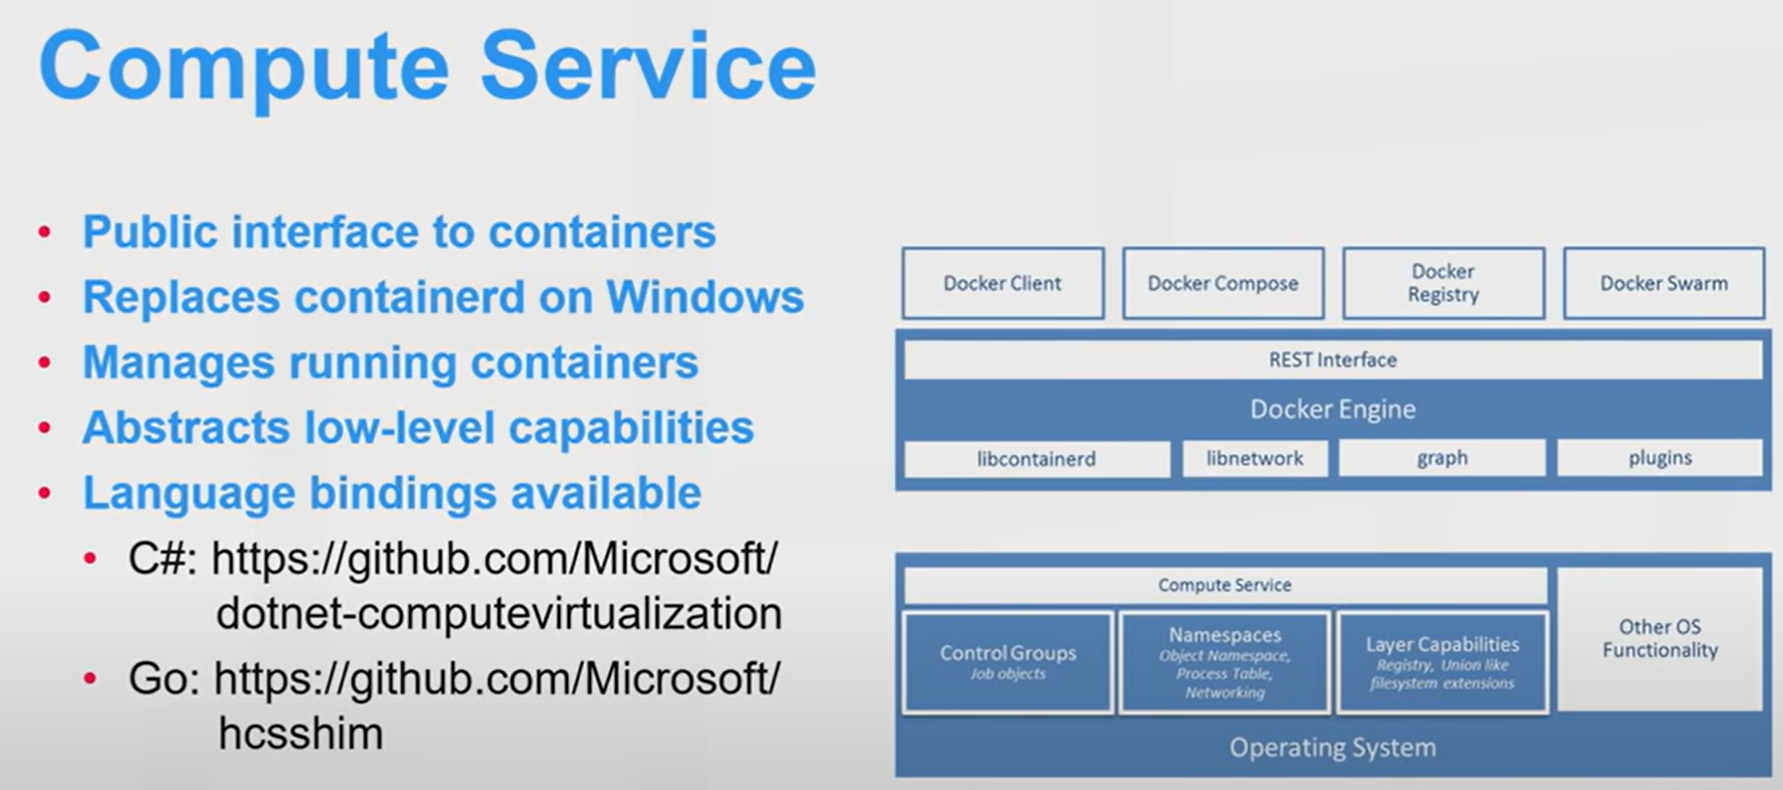 Compute Service
• Public interface to containers
• Replaces containerd on Windows
• Manages running containers
• Abstracts low-level capabilities
• Language bindings available
• C#: https://github.com/Microsoft/
dotnet-computevirtualization
• Go: https://github.com/Microsoft/
hcsshim
Docker Client
Docker Compose
Docker
Registry
Docker Swarm
REST Interface
Docker Engine
libcontainerd
libnetwork
graph
plugins
Compute Service
Control Groups
Job objects
Namespaces
Object Namespace,
Process Table,
Networking
Layer Capabilities
Registry, Union like
filesystem extensions
Other OS
Functionality
Operating System